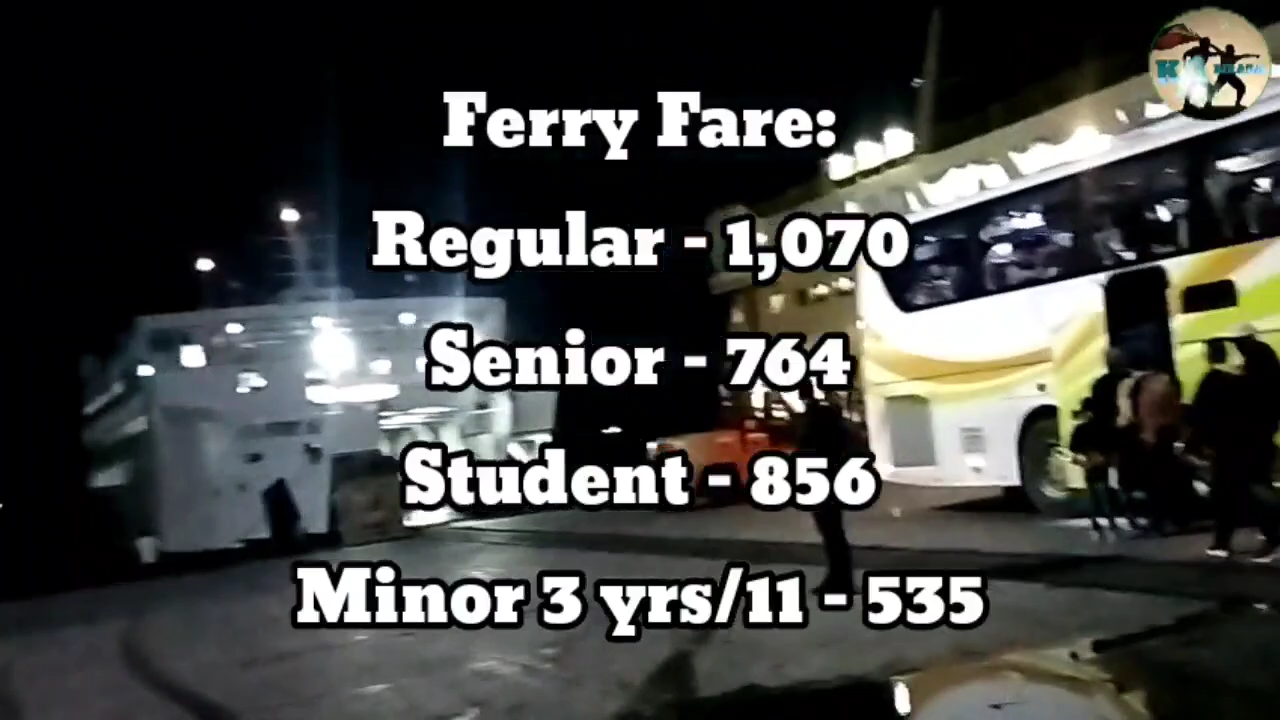 Ferry Fare:
Regular - 1,070
Senior - 764
Student - 856
Minor 3 yrs/11 - 535